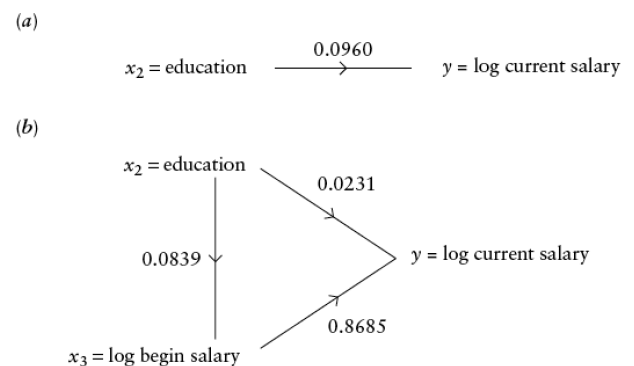 (a)
0.0960
x₂ = education y = log current salary
(b)
x₂ = education
0.0231
0.0839 y = log current salary
0.8685
x₃ = log begin salary